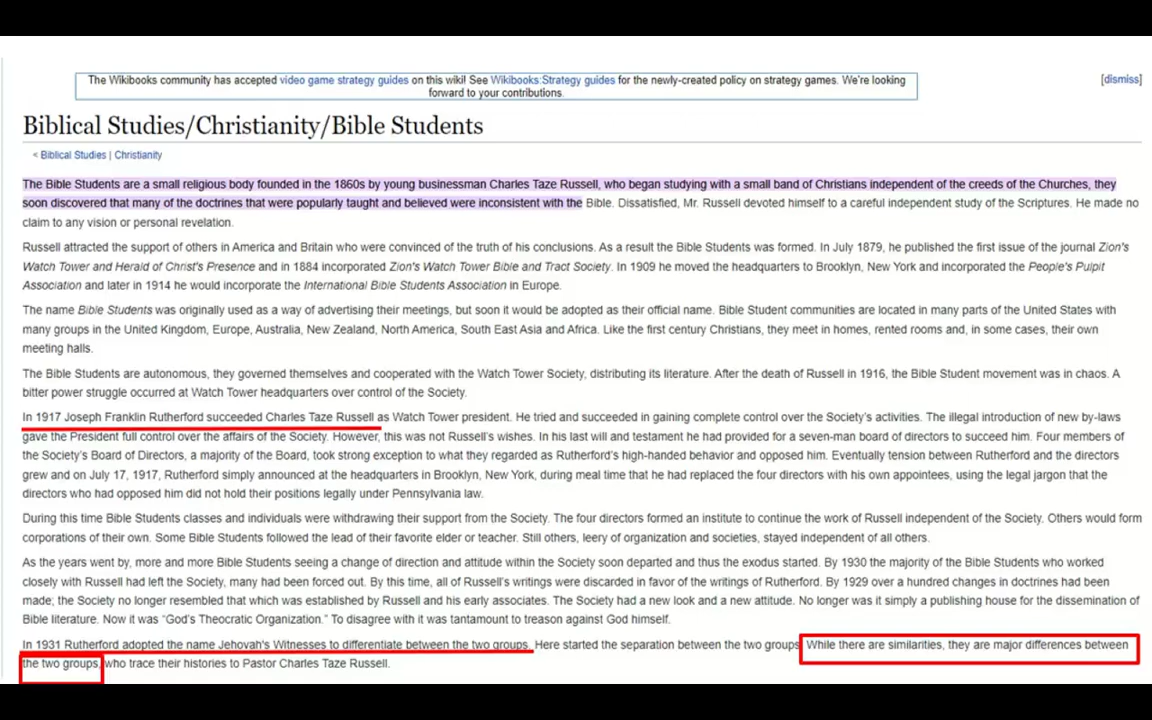 The Wikibooks community has accepted video game strategy guides on this wiki! See Wikibooks:Strategy guides for the newly-created policy on strategy games. We're looking
forward to your contributions.
[dismiss]
Biblical Studies/Christianity/Bible Students
< Biblical Studies | Christianity
The Bible Students are a small religious body founded in the 1860s by young businessman Charles Taze Russell, who began studying with a small band of Christians independent of the creeds of the Churches, they
soon discovered that many of the doctrines that were popularly taught and believed were inconsistent with the Bible. Dissatisfied, Mr. Russell devoted himself to a careful independent study of the Scriptures. He made no
claim to any vision or personal revelation.
Russell attracted the support of others in America and Britain who were convinced of the truth of his conclusions. As a result the Bible Students was formed. In July 1879, he published the first issue of the journal Zion's
Watch Tower and Herald of Christ's Presence and in 1884 incorporated Zion's Watch Tower Bible and Tract Society. In 1909 he moved the headquarters to Brooklyn, New York and incorporated the People's Pulpit
Association and later in 1914 he would incorporate the International Bible Students Association in Europe.
The name Bible Students was originally used as a way of advertising their meetings, but soon it would be adopted as their official name. Bible Student communities are located in many parts of the United States with
many groups in the United Kingdom, Europe, Australia, New Zealand, North America, South East Asia and Africa. Like the first century Christians, they meet in homes, rented rooms and, in some cases, their own
meeting halls.
The Bible Students are autonomous, they governed themselves and cooperated with the Watch Tower Society, distributing its literature. After the death of Russell in 1916, the Bible Student movement was in chaos. A
bitter power struggle occurred at Watch Tower headquarters over control of the Society.
In 1917 Joseph Franklin Rutherford succeeded Charles Taze Russell as Watch Tower president. He tried and succeeded in gaining complete control over the Society's activities. The illegal introduction of new by-laws
gave the President full control over the affairs of the Society. However, this was not Russell's wishes. In his last will and testament he had provided for a seven-man board of directors to succeed him. Four members of
the Society's Board of Directors, a majority of the Board, took strong exception to what they regarded as Rutherford's high-handed behavior and opposed him. Eventually tension between Rutherford and the directors
grew and on July 17, 1917, Rutherford simply announced at the headquarters in Brooklyn, New York, during meal time that he had replaced the four directors with his own appointees, using the legal jargon that the
directors who had opposed him did not hold their positions legally under Pennsylvania law.
During this time Bible Students classes and individuals were withdrawing their support from the Society. The four directors formed an institute to continue the work of Russell independent of the Society. Others would form
corporations of their own. Some Bible Students followed the lead of their favorite elder or teacher. Still others, leery of organization and societies, stayed independent of all others.
As the years went by, more and more Bible Students seeing a change of direction and attitude within the Society soon departed and thus the exodus started. By 1930 the majority of the Bible Students who worked
closely with Russell had left the Society, many had been forced out. By this time, all of Russell's writings were discarded in favor of the writings of Rutherford. By 1929 over a hundred changes in doctrines had been
made; the Society no longer resembled that which was established by Russell and his early associates. The Society had a new look and a new attitude. No longer was it simply a publishing house for the dissemination of
Bible literature. Now it was "God's Theocratic Organization." To disagree with it was tantamount to treason against God himself.
In 1931 Rutherford adopted the name Jehovah's Witnesses to differentiate between the two groups. Here started the separation between the two groups. While there are similarities, they are major differences between
the two groups, who trace their histories to Pastor Charles Taze Russell.